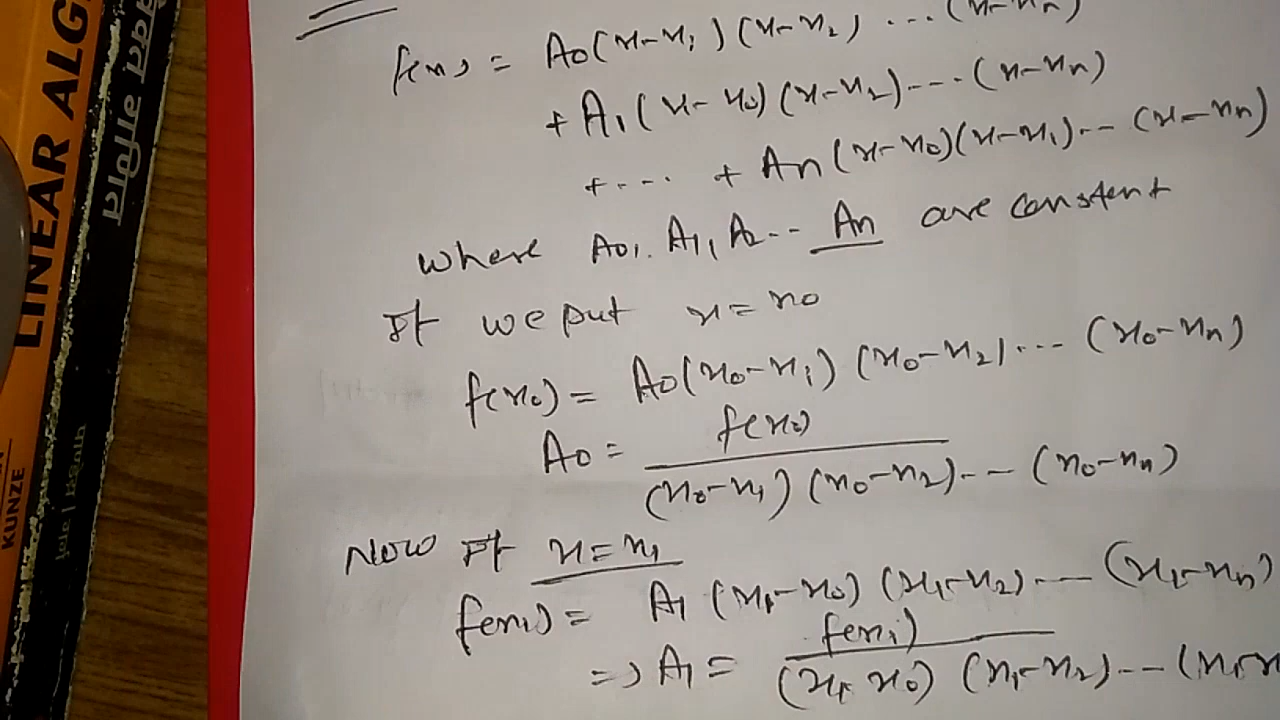 LINEAR ALG
KUNZE
f(x) = A0(x-x1)(x-x2) ... (x-xn)
+ A1(x-x0)(x-x2)---(x-xn)
+---- + An(x-x0)(x-x1)-- (x-xn)
where A0, A1, A2-- An are constent
If we put x = x0
f(x0) = A0(x0-x1) (x0-x2)---- (x0-xn)
A0 = f(x0) / (x0-x1) (x0-x2)--- (x0-xn)
Now If x = x1
f(x1) = A1 (x1-x0) (x1-x2)--- (x1-xn)
=> A1 = f(x1) / (x1-x0) (x1-x2)--- (x1-x